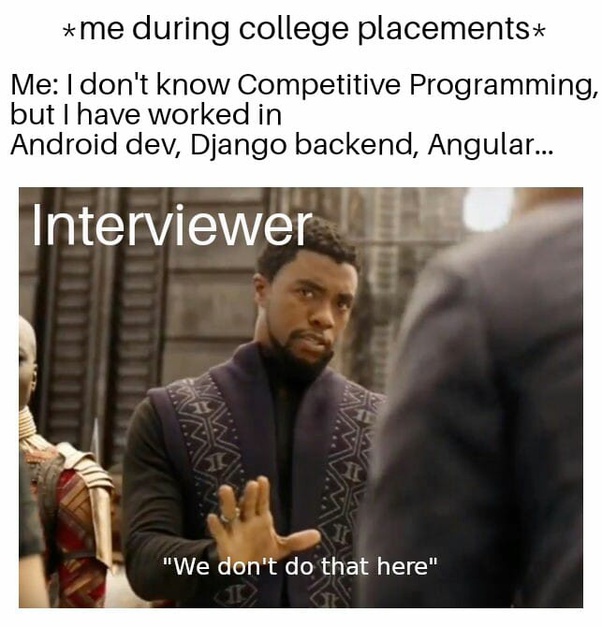 *me during college placements*
Me: I don't know Competitive Programming,
but I have worked in
Android dev, Django backend, Angular...
Interviewer
"We don't do that here"